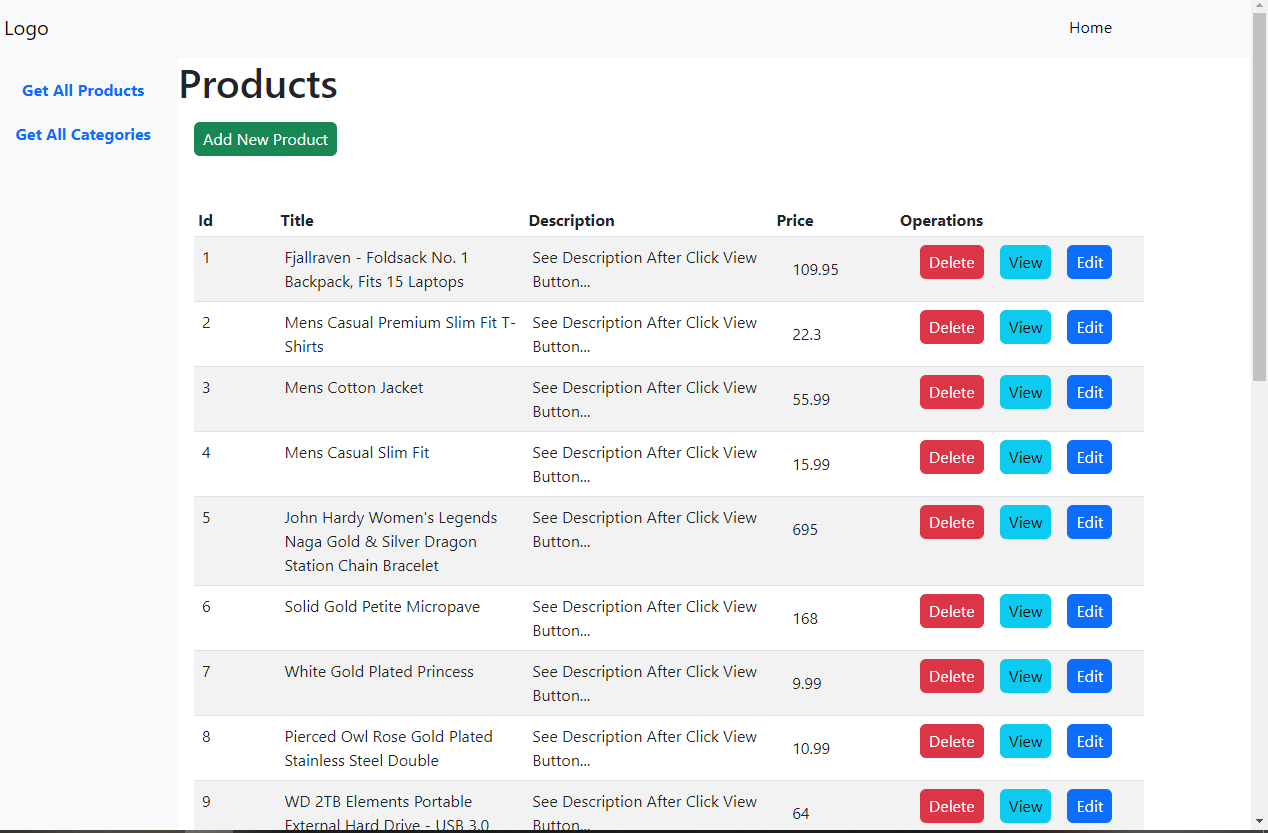 Logo
Home
Get All Products
Get All Categories
Products
Add New Product
Id Title Description Price Operations
1 Fjallraven - Foldsack No. 1 See Description After Click View 109.95 Delete View Edit
Backpack, Fits 15 Laptops Button...
2 Mens Casual Premium Slim Fit T- See Description After Click View 22.3 Delete View Edit
Shirts Button...
3 Mens Cotton Jacket See Description After Click View 55.99 Delete View Edit
Button...
4 Mens Casual Slim Fit See Description After Click View 15.99 Delete View Edit
Button...
5 John Hardy Women's Legends See Description After Click View 695 Delete View Edit
Naga Gold & Silver Dragon Button...
Station Chain Bracelet
6 Solid Gold Petite Micropave See Description After Click View 168 Delete View Edit
Button...
7 White Gold Plated Princess See Description After Click View 9.99 Delete View Edit
Button...
8 Pierced Owl Rose Gold Plated See Description After Click View 10.99 Delete View Edit
Stainless Steel Double Button...
9 WD 2TB Elements Portable See Description After Click View 64 Delete View Edit
External Hard Drive - USB 3.0 Button...